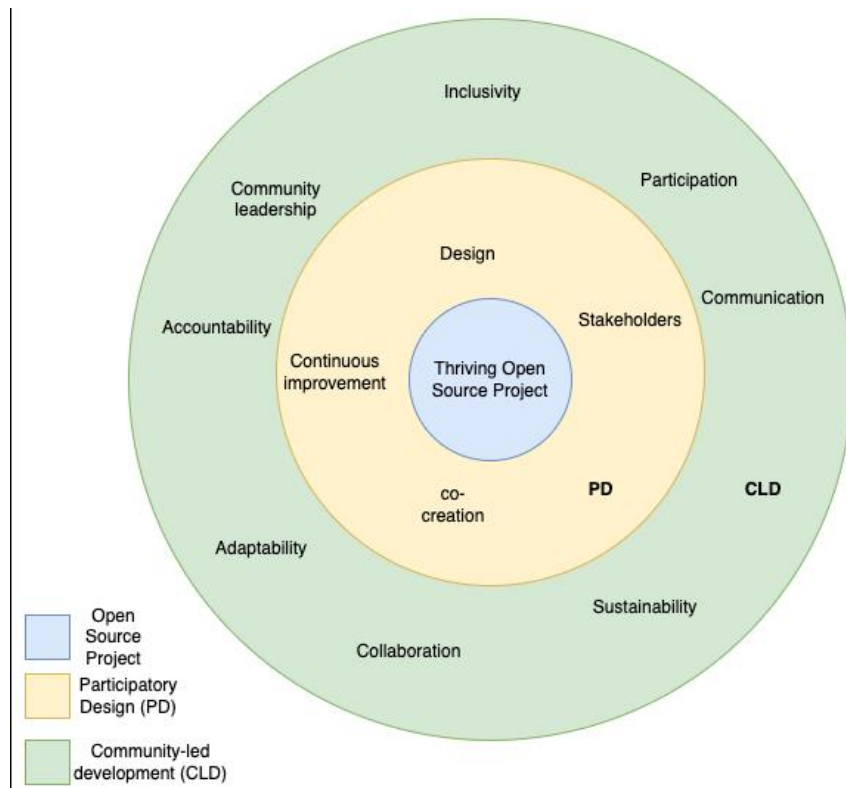 Inclusivity
Participation
Community
leadership
Design
Communication
Stakeholders
Accountability
Continuous
improvement
Thriving Open
Source Project
PD
CLD
co-
creation
Adaptability
Sustainability
Collaboration
Open
Source
Project
Participatory
Design (PD)
Community-led
development (CLD)